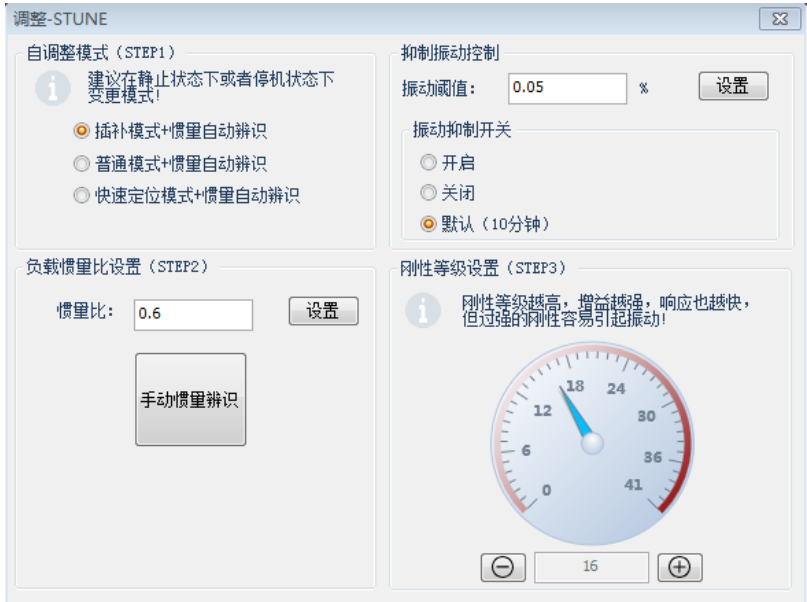 调整-STUNE
自调整模式（STEP1）
建议在静止状态下或者停机状态下
变更模式!
插补模式+惯量自动辨识
普通模式+惯量自动辨识
快速定位模式+惯量自动辨识
抑制振动控制
振动阈值: 0.05 % 设置
振动抑制开关
开启
关闭
默认（10分钟）
负载惯量比设置（STEP2）
惯量比: 0.6 设置
手动惯量辨识
刚性等级设置（STEP3）
刚性等级越高，增益越强，响应也越快，
但过强的刚性容易引起振动!
0
6
12
18
24
30
36
41
16